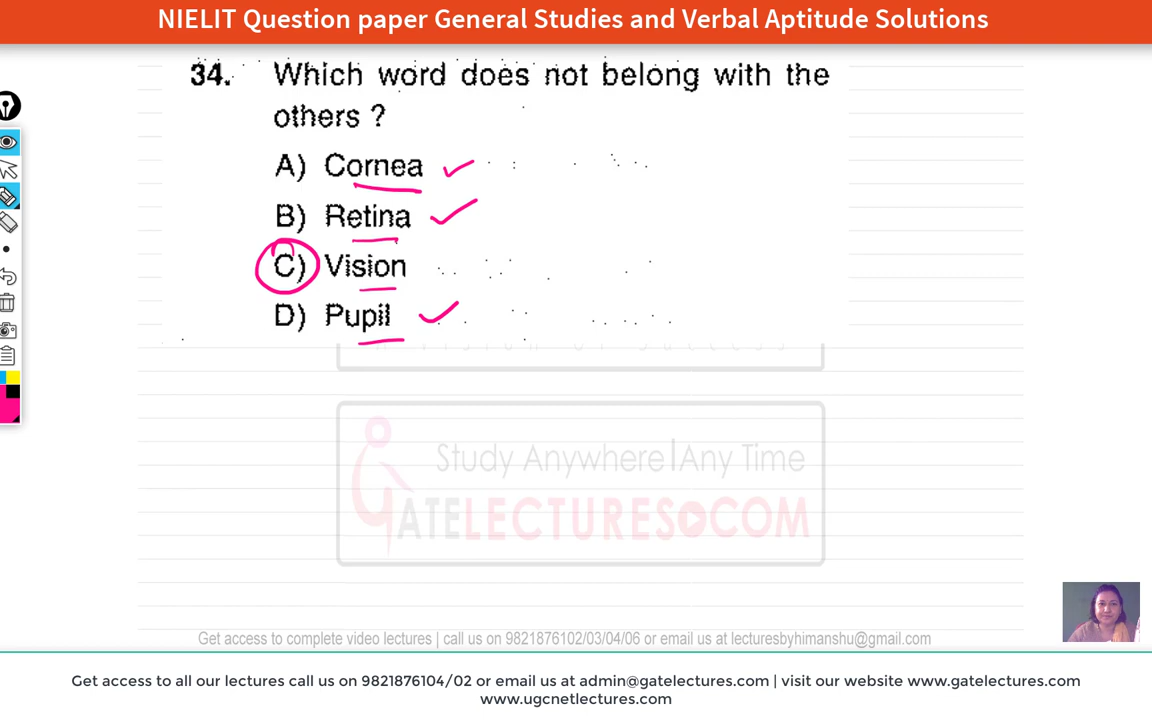 NIELIT Question paper General Studies and Verbal Aptitude Solutions
34. Which word does not belong with the
others ?
A) Cornea
B) Retina
C) Vision
D) Pupil
Study Anywhere|Any Time
GATELECTURES.COM
Get access to complete video lectures | call us on 9821876102/03/04/06 or email us at lecturesbyhimanshu@gmail.com
Get access to all our lectures call us on 9821876104/02 or email us at admin@gatelectures.com | visit our website www.gatelectures.com
www.ugcnetlectures.com